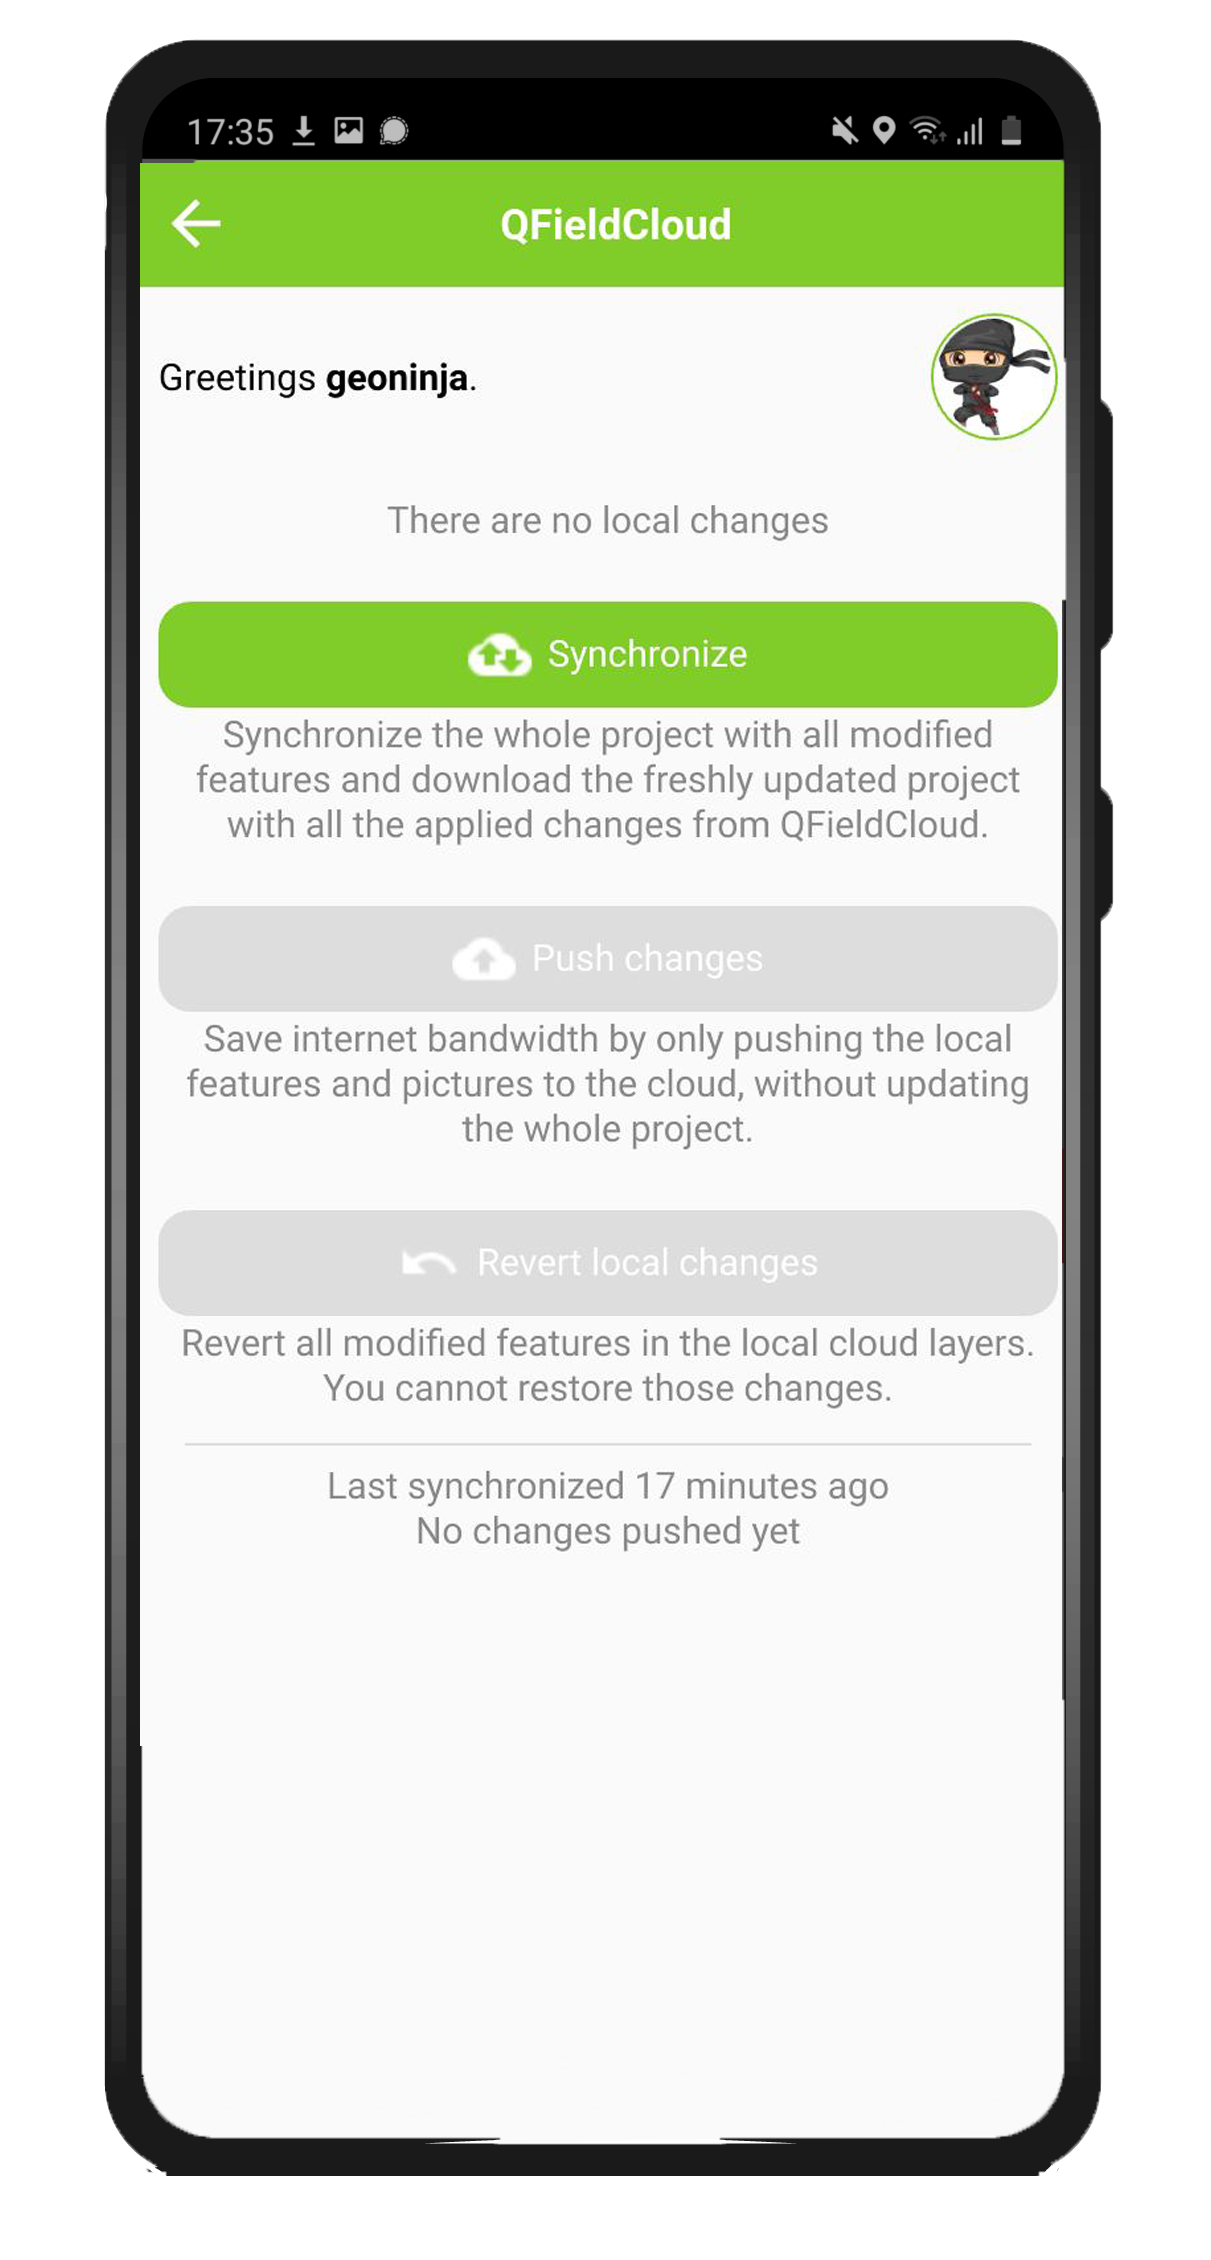 17:35
QFieldCloud
Greetings geoninja.
There are no local changes
Synchronize
Synchronize the whole project with all modified
features and download the freshly updated project
with all the applied changes from QFieldCloud.
Push changes
Save internet bandwidth by only pushing the local
features and pictures to the cloud, without updating
the whole project.
Revert local changes
Revert all modified features in the local cloud layers.
You cannot restore those changes.
Last synchronized 17 minutes ago
No changes pushed yet